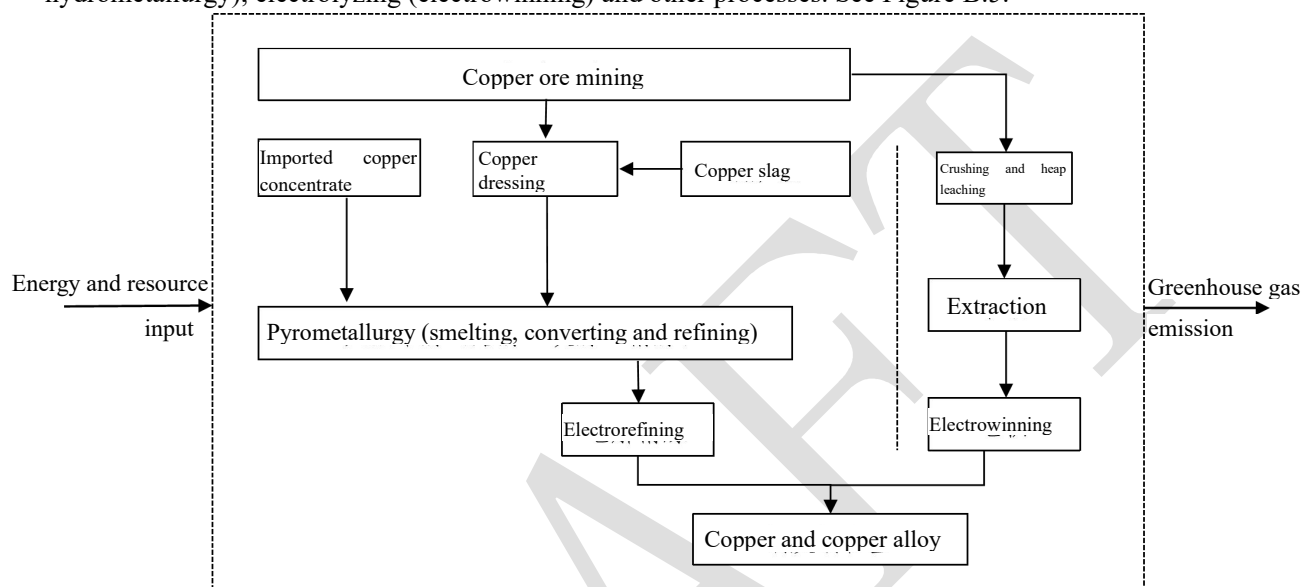 hydrometallurgy), electrolyzing (electrowinning) and other processes. See Figure B.3.
Copper ore mining
Imported copper
concentrate
Copper
dressing
Copper slag
Crushing and heap
leaching
Energy and resource
input
Pyrometallurgy (smelting, converting and refining)
Extraction
Greenhouse gas
emission
Electrorefining
Electrowinning
Copper and copper alloy
AFT